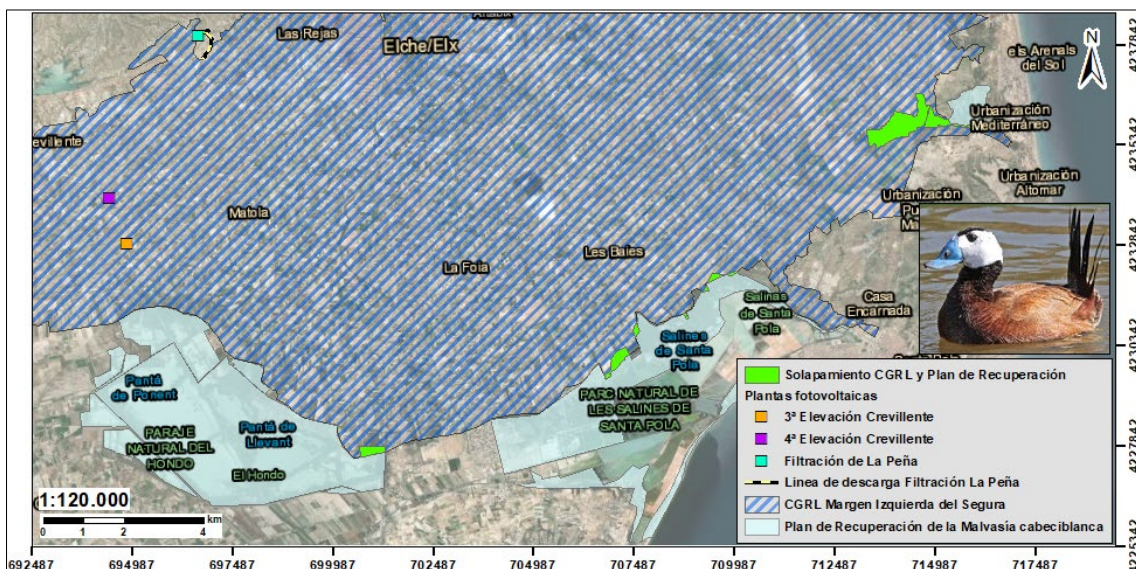 Las Rejas
Elche/Elx
els Arenals
del Sol
N
4237842
Urbanización
Mediterráneo
evillente
4235342
Urbanización
Altomar
Matola
Urbanización
Les Baies
La Foia
Salinas
de Santa
Pola
Casa
Encarnada
Salines
de Santa
Pola
Pantà
de Ponent
PARC NATURAL DE
LES SALINES DE
SANTA POLA
PARAJE
NATURAL DEL
HONDO
Pantà de
Llevant
El Hondo
4227842
Solapamiento CGRL y Plan de Recuperación
Plantas fotovoltaicas
3ª Elevación Crevillente
4ª Elevación Crevillente
Filtración de La Peña
Linea de descarga Filtración La Peña
CGRL Margen Izquierda del Segura
Plan de Recuperación de la Malvasía cabeciblanca
1:120.000
km
0 1 2 4
692487 694987 697487 699987 702487 704987 707487 709987 712487 714987 717487